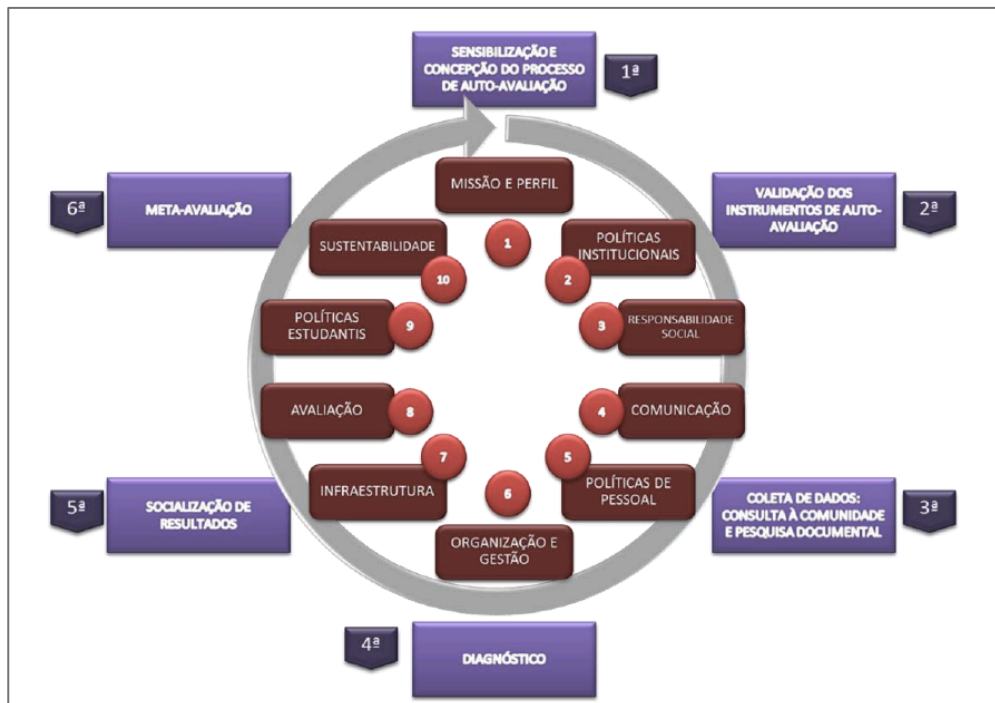 SENSIBILIZAÇÃO E
CONCEPÇÃO DO PROCESSO
DE AUTO-AVALIAÇÃO
1ª
VALIDAÇÃO DOS
INSTRUMENTOS DE AUTO-
AVALIAÇÃO
2ª
COLETA DE DADOS:
CONSULTA À COMUNIDADE
E PESQUISA DOCUMENTAL
3ª
DIAGNÓSTICO
4ª
SOCIALIZAÇÃO DE
RESULTADOS
5ª
META-AVALIAÇÃO
6ª
MISSÃO E PERFIL
1
POLÍTICAS
INSTITUCIONAIS
2
RESPONSABILIDADE
SOCIAL
3
COMUNICAÇÃO
4
POLÍTICAS DE
PESSOAL
5
ORGANIZAÇÃO E
GESTÃO
6
INFRAESTRUTURA
7
AVALIAÇÃO
8
POLÍTICAS
ESTUDANTIS
9
SUSTENTABILIDADE
10